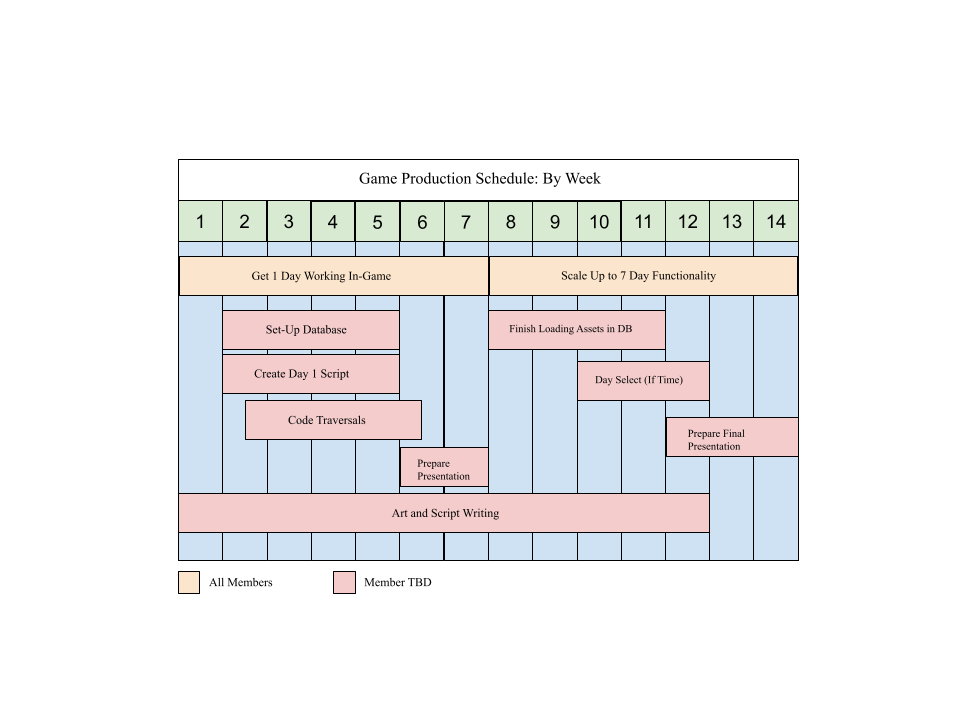 Game Production Schedule: By Week
1 2 3 4 5 6 7 8 9 10 11 12 13 14
Get 1 Day Working In-Game
Scale Up to 7 Day Functionality
Set-Up Database
Finish Loading Assets in DB
Create Day 1 Script
Day Select (If Time)
Code Traversals
Prepare Final
Presentation
Prepare
Presentation
Art and Script Writing
All Members
Member TBD